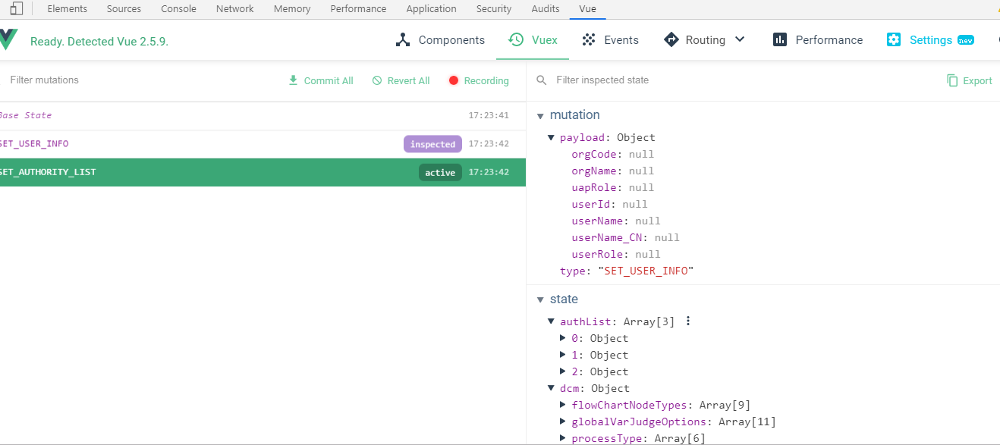 Elements Sources Console Network Memory Performance Application Security Audits Vue
Ready. Detected Vue 2.5.9.
Components Vuex Events Routing Performance Settings new
Filter mutations Commit All Revert All Recording
Filter inspected state Export
Base State 17:23:41
SET_USER_INFO inspected 17:23:42
SET_AUTHORITY_LIST active 17:23:42
mutation
payload: Object
orgCode: null
orgName: null
uapRole: null
userId: null
userName: null
userName_CN: null
userRole: null
type: "SET_USER_INFO"
state
authList: Array[3]
0: Object
1: Object
2: Object
dcm: Object
flowChartNodeTypes: Array[9]
globalVarJudgeOptions: Array[11]
processType: Array[6]